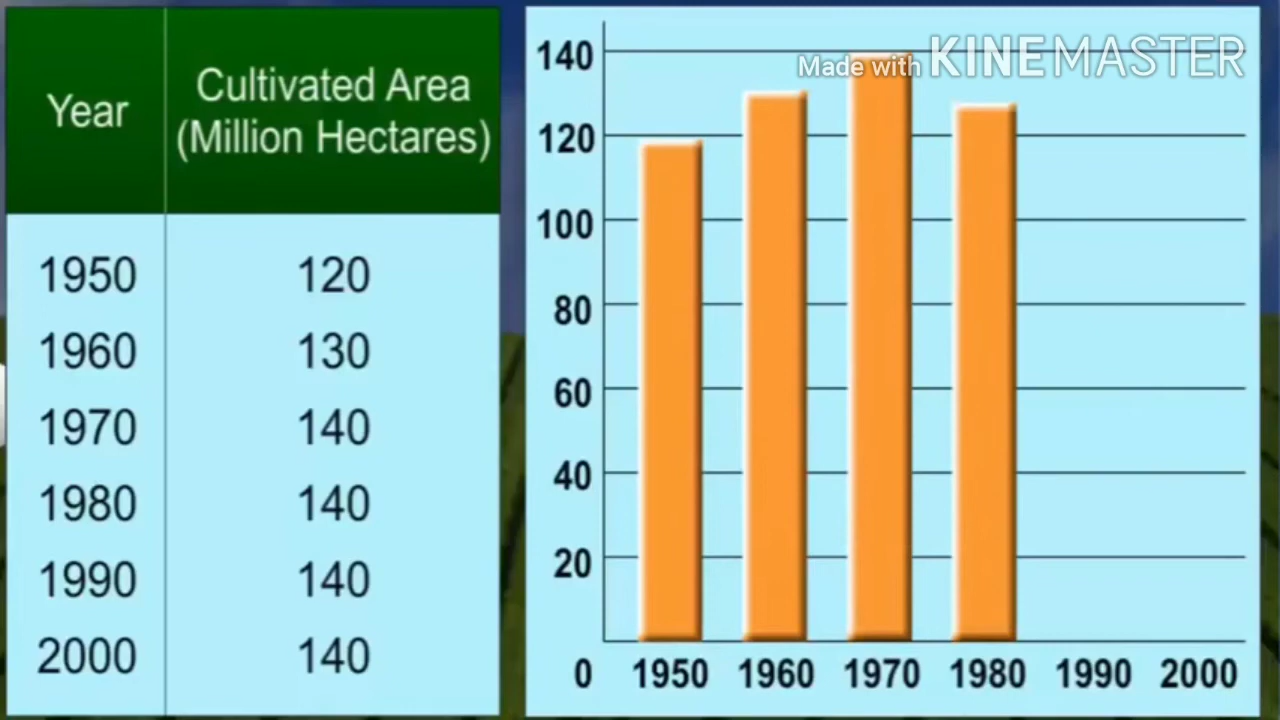 Year
Cultivated Area
(Million Hectares)
1950 120
1960 130
1970 140
1980 140
1990 140
2000 140
Made with KINEMASTER
140
120
100
80
60
40
20
0 1950 1960 1970 1980 1990 2000